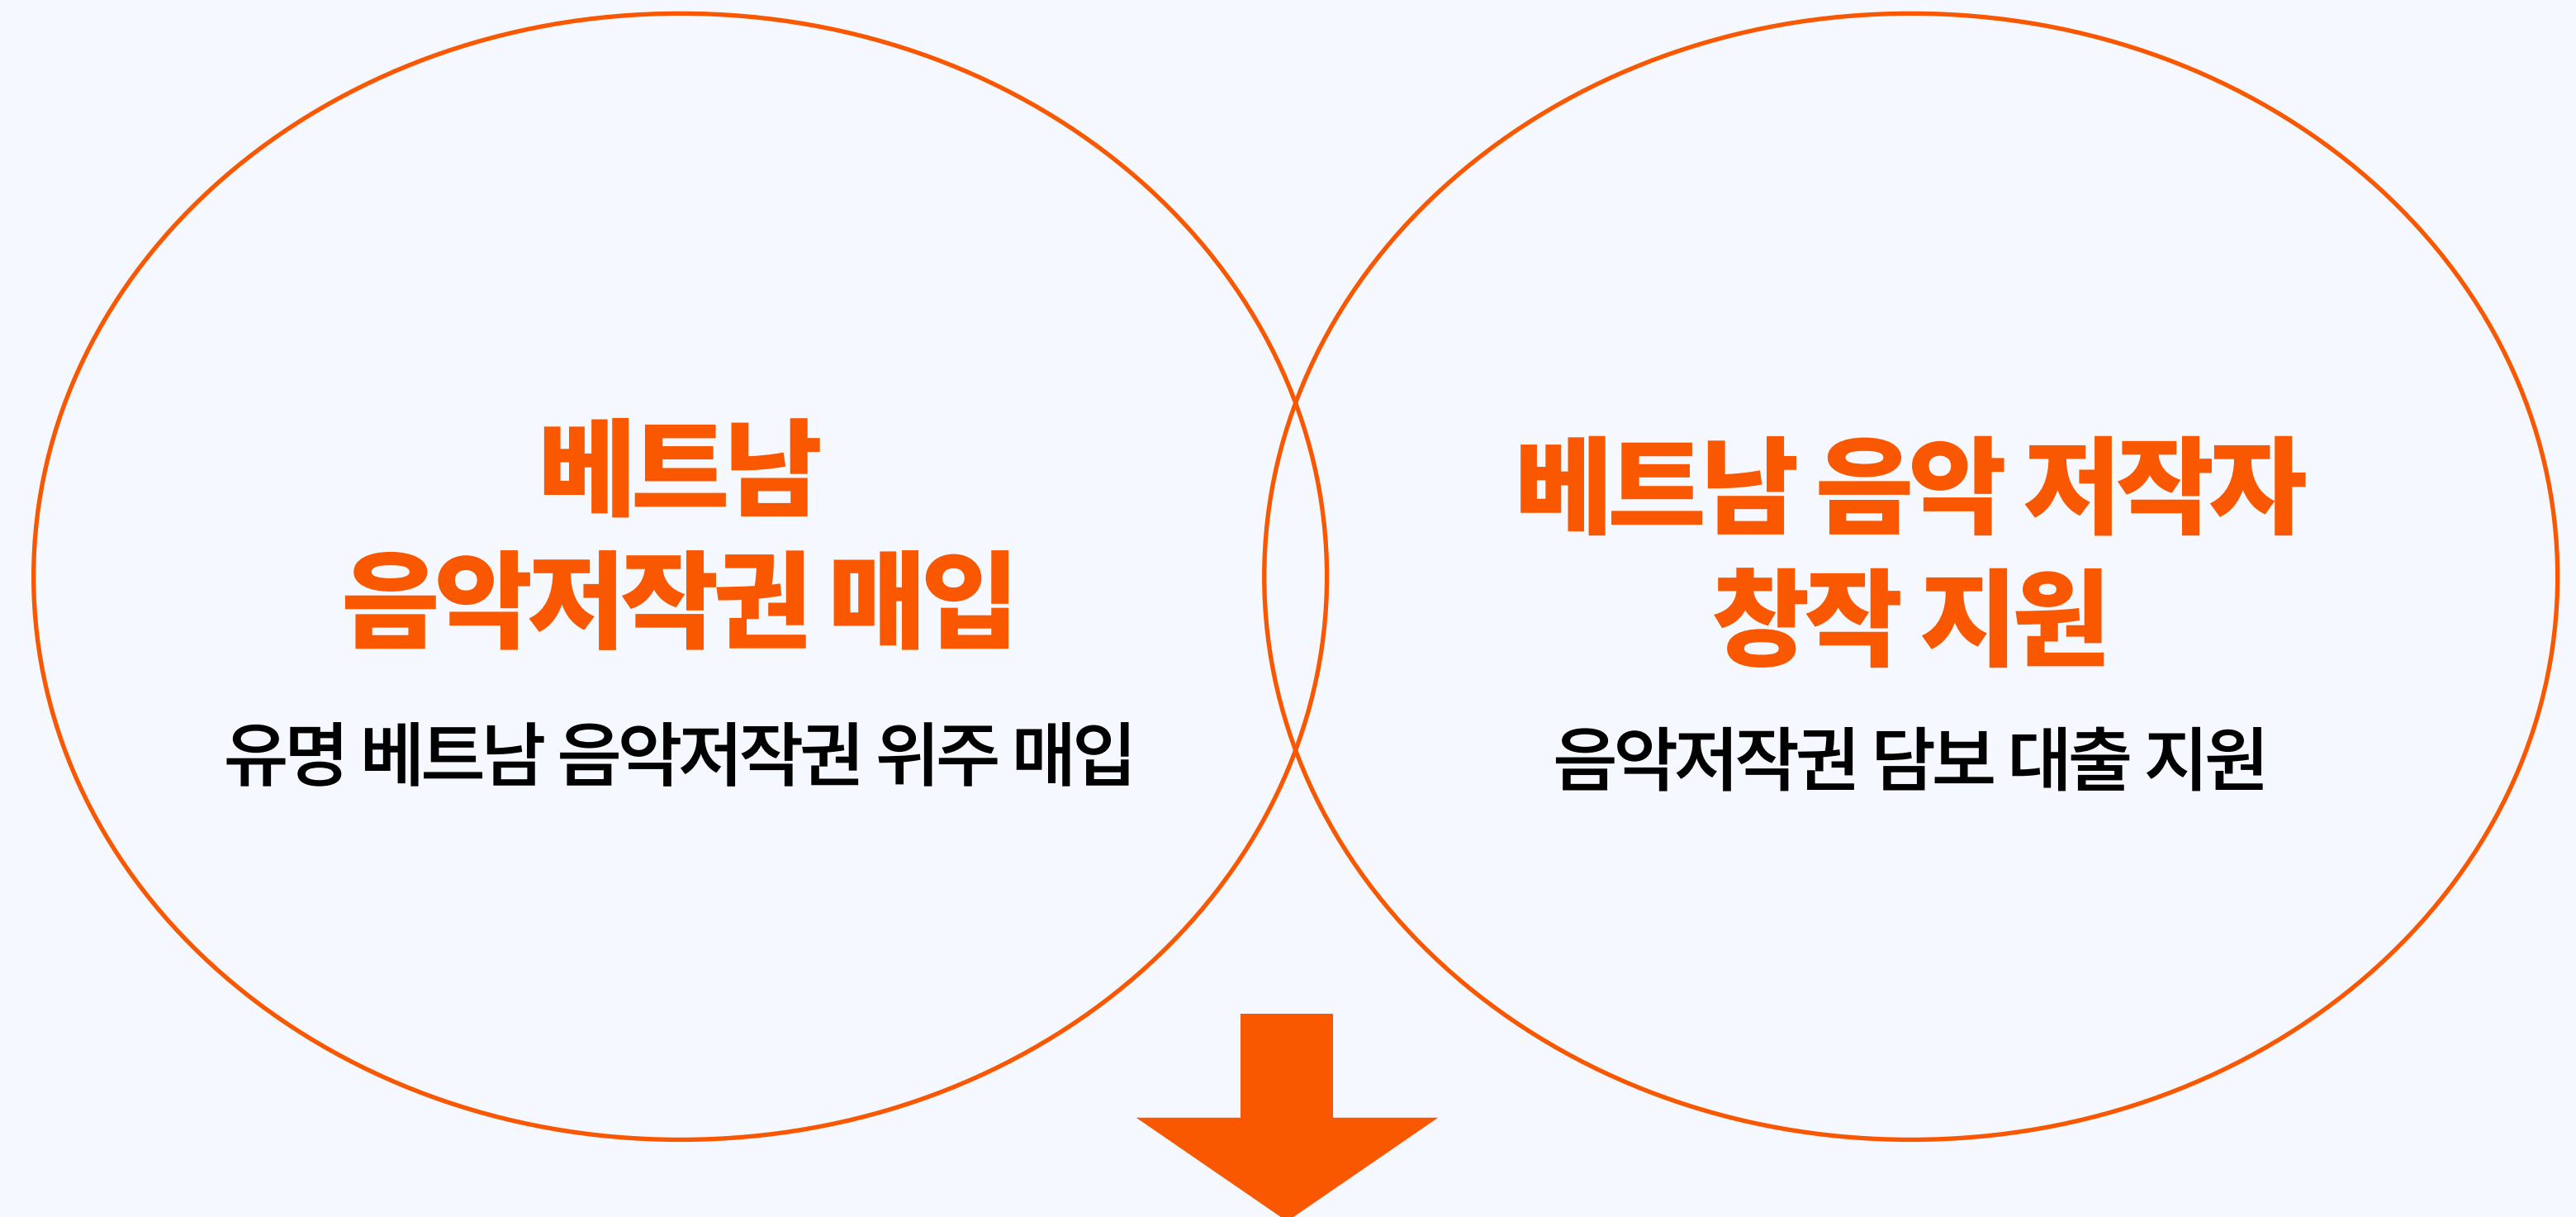 베트남
음악저작권 매입
유명 베트남 음악저작권 위주 매입
베트남 음악 저작자
창작 지원
음악저작권 담보 대출 지원